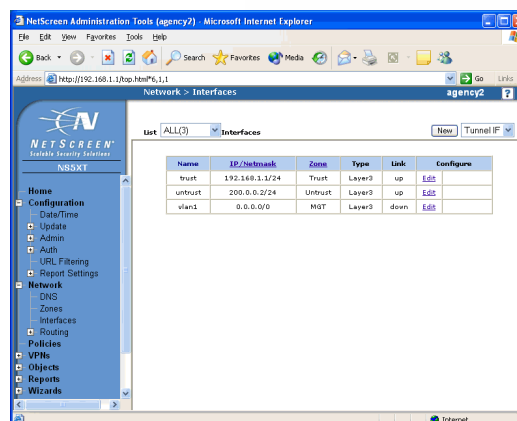 NetScreen Administration Tools (agency2) - Microsoft Internet Explorer
File Edit View Favorites Tools Help
Back Search Favorites Media
Address http://192.168.1.1/top.html*6,1,1 Go Links
Network > Interfaces agency2 ?
NETSCREEN
Scalable Security Solutions
NS5XT
Home
Configuration
Date/Time
Update
Admin
Auth
URL Filtering
Report Settings
Network
DNS
Zones
Interfaces
Routing
Policies
VPNs
Objects
Reports
Wizards
List ALL(3) Interfaces New Tunnel IF
Name IP/Netmask Zone Type Link Configure
trust 192.168.1.1/24 Trust Layer3 up Edit
untrust 200.0.0.2/24 Untrust Layer3 up Edit
vlan1 0.0.0.0/0 MGT Layer3 down Edit
Internet